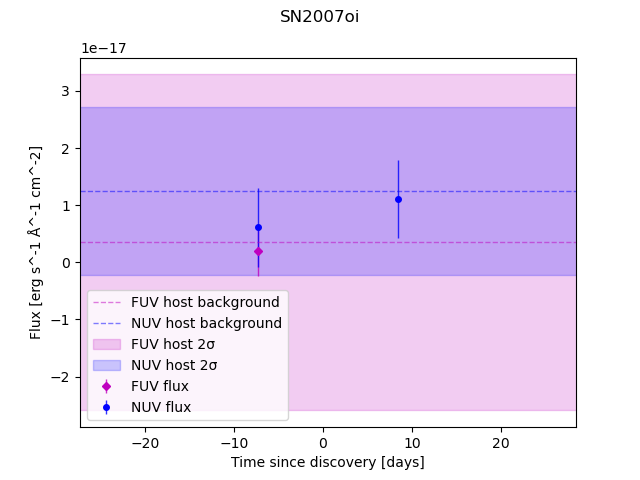 SN2007oi
1e−17
3
2
1
0
−1
−2
Flux [erg s^-1 Å^-1 cm^-2]
FUV host background
NUV host background
FUV host 2σ
NUV host 2σ
FUV flux
NUV flux
−20
−10
0
10
20
Time since discovery [days]